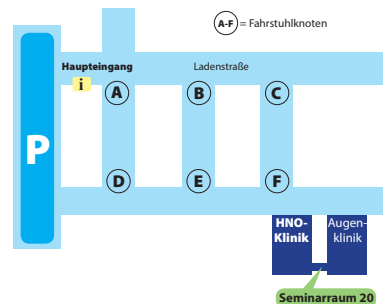 A-F = Fahrstuhlknoten
Haupteingang Ladenstraße
i
A B C
P
D E F
HNO- Augen-
Klinik klinik
Seminarraum 20